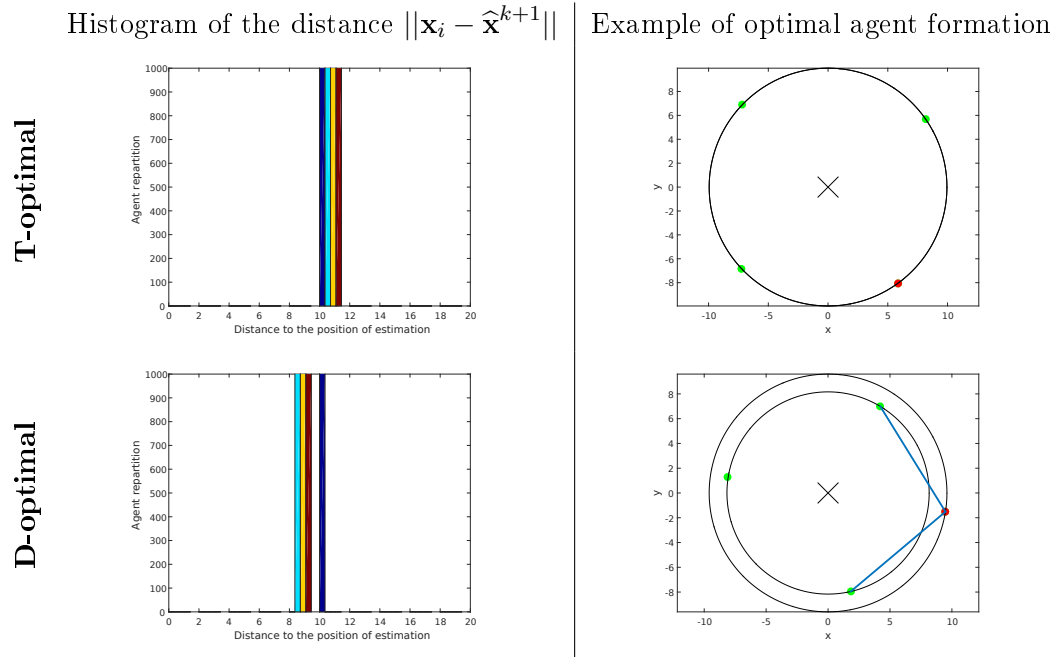 Histogram of the distance ||x_i − x̂^{k+1}||
Example of optimal agent formation
T-optimal
1000
900
800
700
600
500
400
300
200
100
0
Agent repartition
0 2 4 6 8 10 12 14 16 18 20
Distance to the position of estimation
8
6
4
2
0
-2
-4
-6
-8
y
-10 -5 0 5 10
x
D-optimal
1000
900
800
700
600
500
400
300
200
100
0
Agent repartition
0 2 4 6 8 10 12 14 16 18 20
Distance to the position of estimation
8
6
4
2
0
-2
-4
-6
-8
y
-10 -5 0 5 10
x